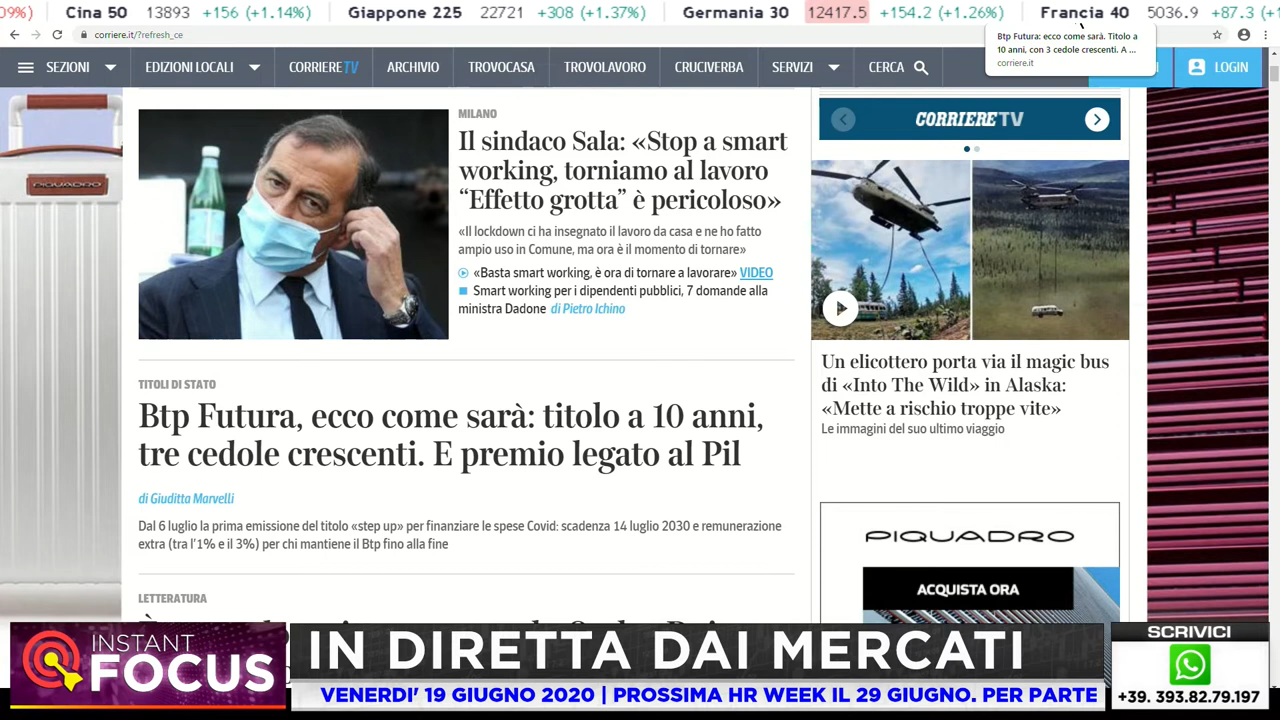 09%) Cina 50 13893 +156 (+1.14%) Giappone 225 22721 +308 (+1.37%) Germania 30 12417.5 +154.2 (+1.26%) Francia 40 5036.9 +87.3
corriere.it/?refresh_ce
Btp Futura: ecco come sarà. Titolo a
10 anni, con 3 cedole crescenti. A ...
corriere.it
SEZIONI EDIZIONI LOCALI CORRIERETV ARCHIVIO TROVOCASA TROVOLAVORO CRUCIVERBA SERVIZI CERCA LOGIN
PIQUADRO
MILANO
Il sindaco Sala: «Stop a smart
working, torniamo al lavoro
“Effetto grotta” è pericoloso»
«Il lockdown ci ha insegnato il lavoro da casa e ne ho fatto
ampio uso in Comune, ma ora è il momento di tornare»
«Basta smart working, è ora di tornare a lavorare» VIDEO
Smart working per i dipendenti pubblici, 7 domande alla
ministra Dadone di Pietro Ichino
TITOLI DI STATO
Btp Futura, ecco come sarà: titolo a 10 anni,
tre cedole crescenti. E premio legato al Pil
di Giuditta Marvelli
Dal 6 luglio la prima emissione del titolo «step up» per finanziare le spese Covid: scadenza 14 luglio 2030 e remunerazione
extra (tra l'1% e il 3%) per chi mantiene il Btp fino alla fine
LETTERATURA
CORRIERETV
Un elicottero porta via il magic bus
di «Into The Wild» in Alaska:
«Mette a rischio troppe vite»
Le immagini del suo ultimo viaggio
PIQUADRO
ACQUISTA ORA
INSTANT
FOCUS
IN DIRETTA DAI MERCATI
VENERDI' 19 GIUGNO 2020 | PROSSIMA HR WEEK IL 29 GIUGNO. PER PARTE
SCRIVICI
+39. 393.82.79.197